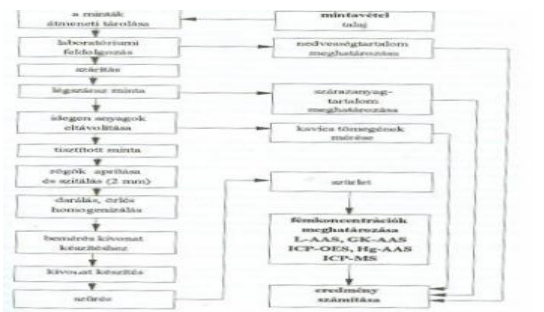 a minták
átmeneti tárolása
mintavétel
talaj
laboratóriumi
feldolgozás
nedvességtartalom
meghatározása
szárítás
légszáraz minta
szárazanyag-
tartalom
meghatározása
idegen anyagok
eltávolítása
kavics tömegének
mérése
tisztított minta
rögök aprítása
és szitálás (2 mm)
szűrlet
darálás, őrlés
homogenizálás
fémkoncentrációk
meghatározása
L-AAS, GK-AAS
ICP-OES, Hg-AAS
ICP-MS
bemérés kivonat
készítéshez
kivonat készítés
szűrés
eredmény
számítása